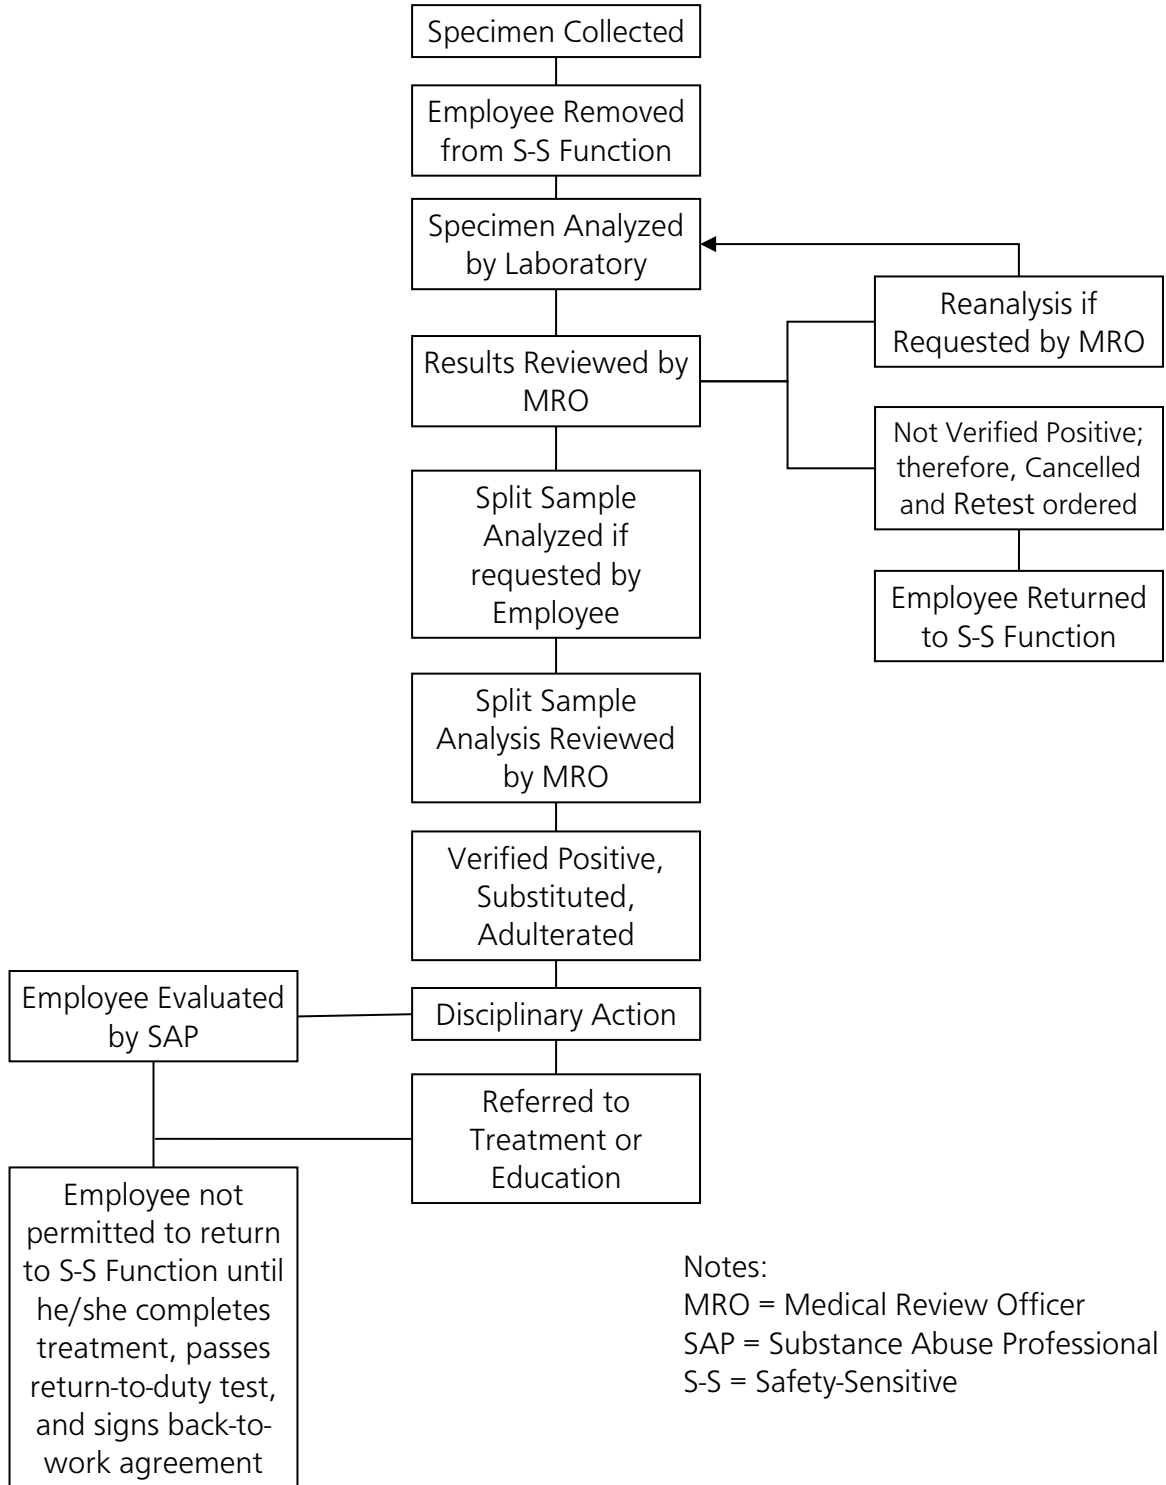 Specimen Collected
Employee Removed
from S-S Function
Specimen Analyzed
by Laboratory
Reanalysis if
Requested by MRO
Results Reviewed by
MRO
Not Verified Positive;
therefore, Cancelled
and Retest ordered
Split Sample
Analyzed if
requested by
Employee
Employee Returned
to S-S Function
Split Sample
Analysis Reviewed
by MRO
Verified Positive,
Substituted,
Adulterated
Employee Evaluated
by SAP
Disciplinary Action
Referred to
Treatment or
Education
Employee not
permitted to return
to S-S Function until
he/she completes
treatment, passes
return-to-duty test,
and signs back-to-
work agreement
Notes:
MRO = Medical Review Officer
SAP = Substance Abuse Professional
S-S = Safety-Sensitive